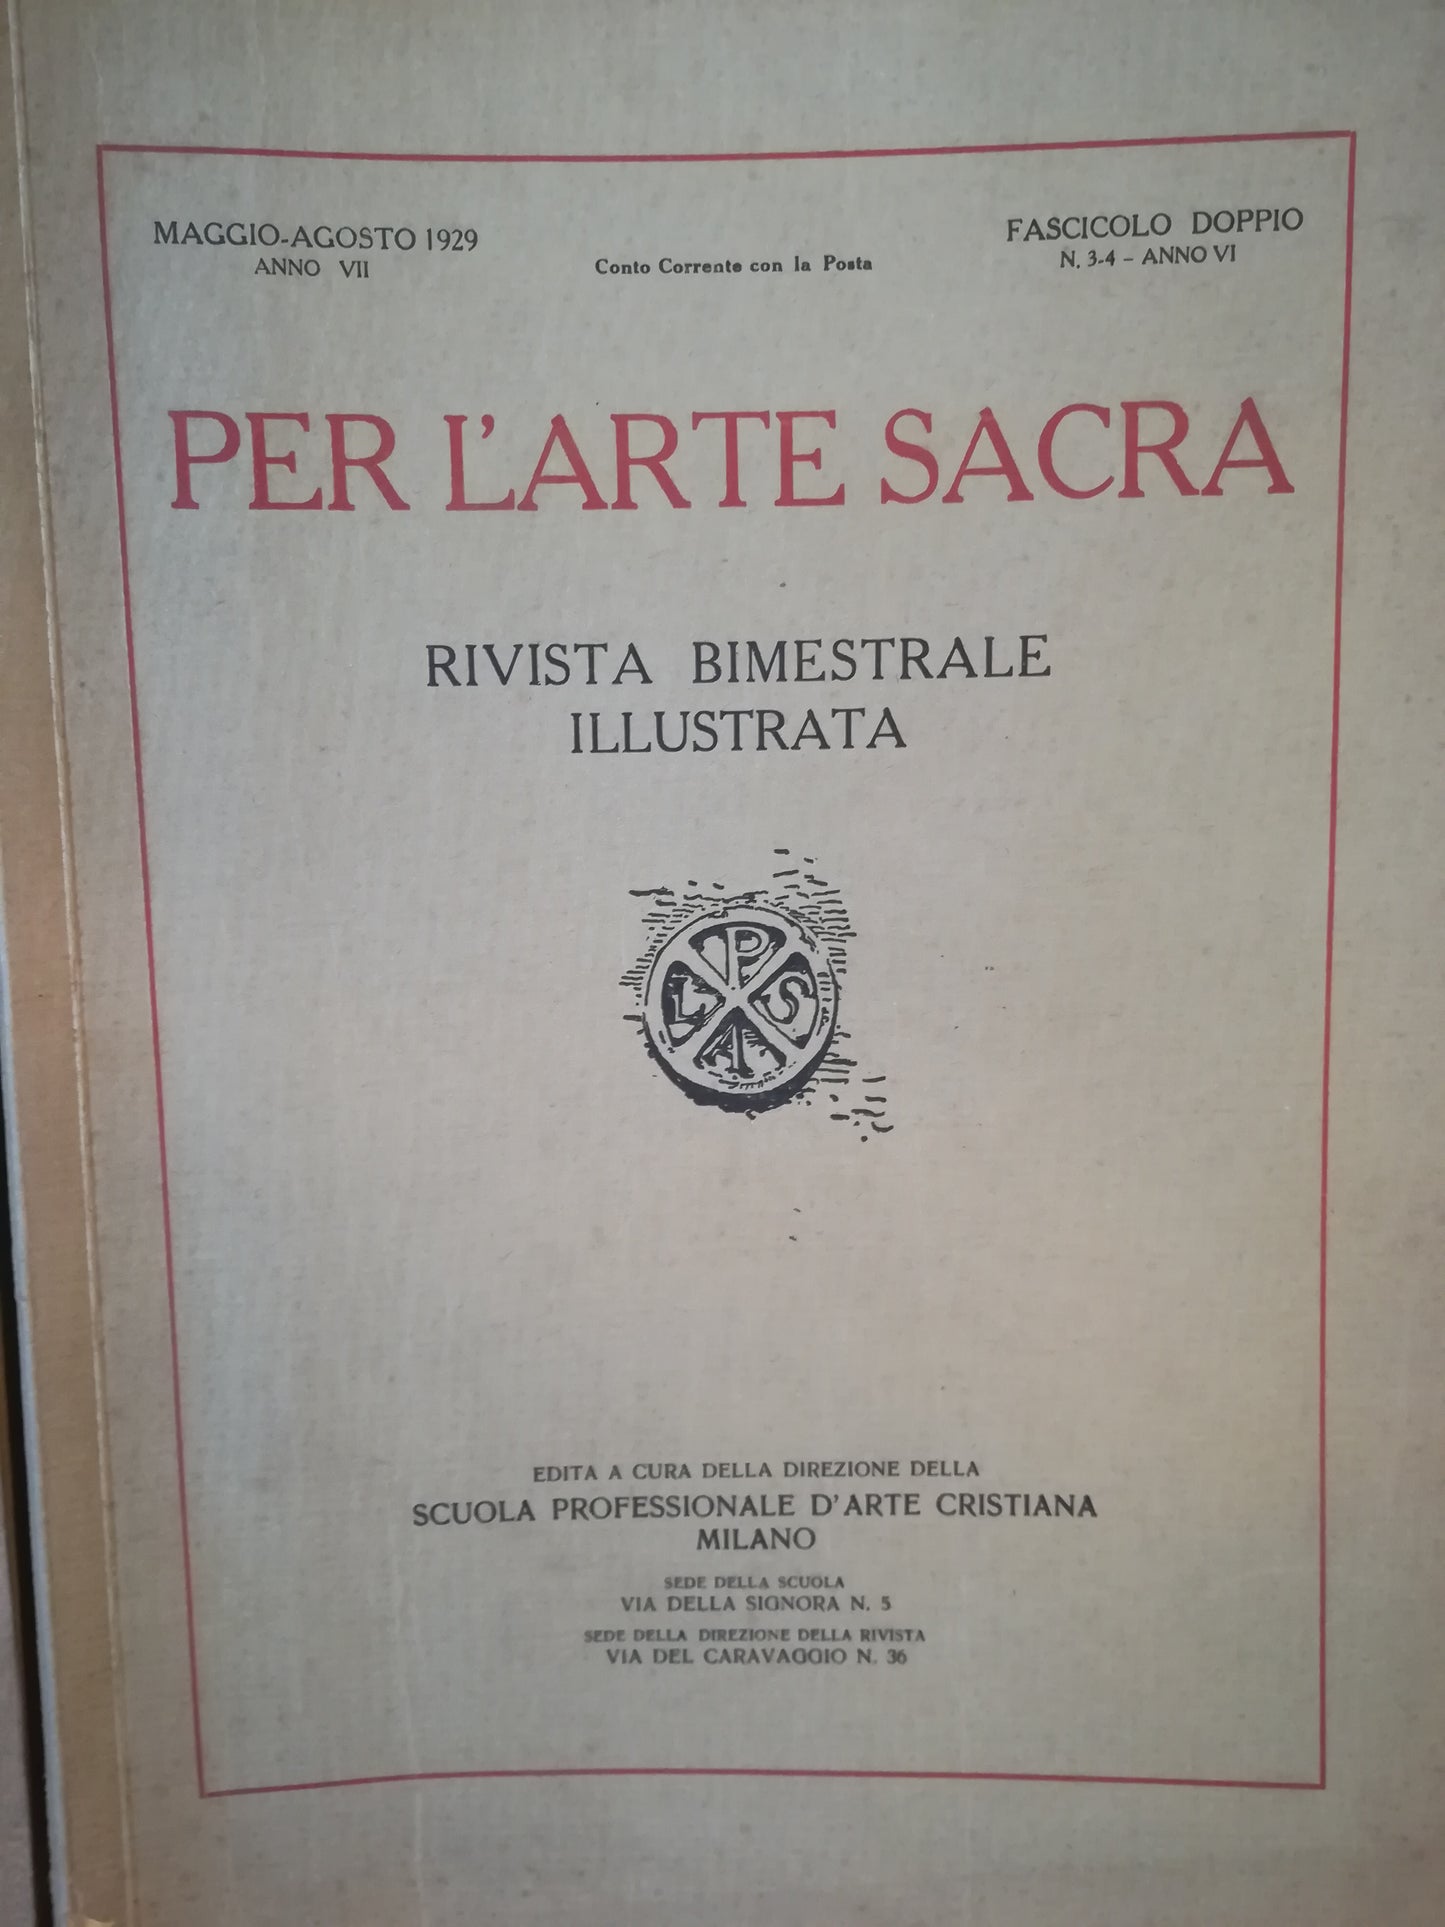 MAGGIO-AGOSTO 1929
ANNO VII
Conto Corrente con la Posta
FASCICOLO DOPPIO
N. 3-4 - ANNO VI
PER L'ARTE SACRA
RIVISTA BIMESTRALE
ILLUSTRATA
P
L S
A
EDITA A CURA DELLA DIREZIONE DELLA
SCUOLA PROFESSIONALE D'ARTE CRISTIANA
MILANO
SEDE DELLA SCUOLA
VIA DELLA SIGNORA N. 5
SEDE DELLA DIREZIONE DELLA RIVISTA
VIA DEL CARAVAGGIO N. 36